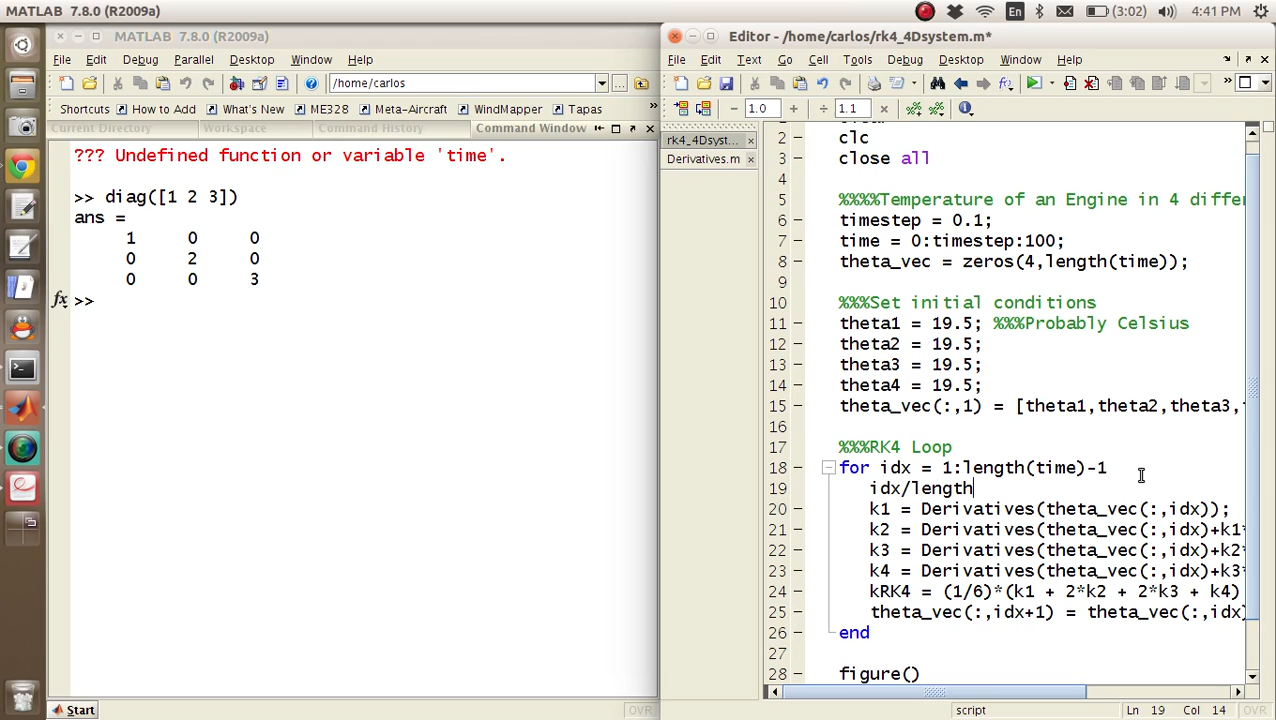 MATLAB 7.8.0 (R2009a)
En
(3:02)
4:41 PM
MATLAB 7.8.0 (R2009a)
File Edit Debug Parallel Desktop Window Help
/home/carlos
Shortcuts How to Add What's New ME328 Meta-Aircraft WindMapper Tapas
Current Directory Workspace Command History Command Window
??? Undefined function or variable 'time'.
>> diag([1 2 3])
ans =
1 0 0
0 2 0
0 0 3
fx >>
Start
OVR
Editor - /home/carlos/rk4_4Dsystem.m*
File Edit Text Go Cell Tools Debug Desktop Window Help
1.0
1.1
rk4_4Dsyst...
Derivatives.m
2 clc
3 close all
4
5 %%%%Temperature of an Engine in 4 differ
6 timestep = 0.1;
7 time = 0:timestep:100;
8 theta_vec = zeros(4,length(time));
9
10 %%%Set initial conditions
11 theta1 = 19.5; %%%Probably Celsius
12 theta2 = 19.5;
13 theta3 = 19.5;
14 theta4 = 19.5;
15 theta_vec(:,1) = [theta1,theta2,theta3,
16
17 %%%RK4 Loop
18 for idx = 1:length(time)-1
19 idx/length
20 k1 = Derivatives(theta_vec(:,idx));
21 k2 = Derivatives(theta_vec(:,idx)+k1*
22 k3 = Derivatives(theta_vec(:,idx)+k2*
23 k4 = Derivatives(theta_vec(:,idx)+k3*
24 kRK4 = (1/6)*(k1 + 2*k2 + 2*k3 + k4)
25 theta_vec(:,idx+1) = theta_vec(:,idx)
26 end
27
28 figure()
script
Ln 19 Col 14
OVR